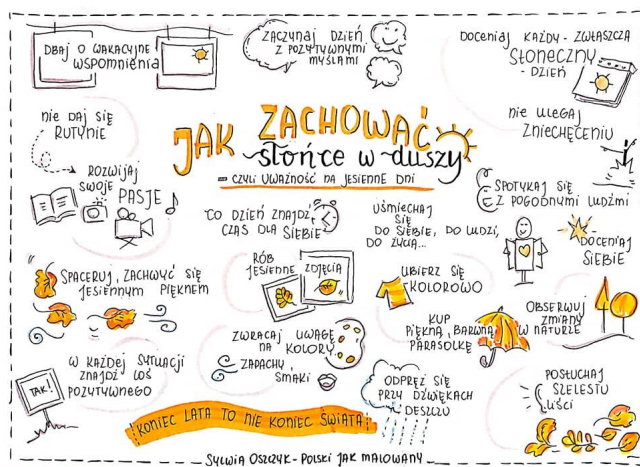 DBAJ O WAKACYJNE
WSPOMNIENIA
ZACZYNAJ DZIEŃ
Z POZYTYWNYMI
MYŚLAMI
DOCENIAJ KAŻDY - ZWŁASZCZA
SŁONECZNY
- DZIEŃ
NIE DAJ SIĘ
RUTYNIE
JAK ZACHOWAĆ
słońce w duszy
- CZYLI UWAŻNOŚĆ NA JESIENNE DNI
NIE ULEGAJ
ZNIECHĘCENIU
ROZWIJAJ
SWOJE
PASJE
CO DZIEŃ ZNAJDŹ
CZAS DLA
SIEBIE
UŚMIECHAJ
SIĘ
DO SIEBIE, DO LUDZI,
DO ŻYCIA...
SPOTYKAJ SIĘ
Z POGODNYMI LUDŹMI
DOCENIAJ
SIEBIE
SPACERUJ, ZACHWYĆ SIĘ
JESIENNYM PIĘKNEM
RÓB
JESIENNE
ZDJĘCIA
UBIERZ SIĘ
KOLOROWO
OBSERWUJ
ZMIANY
W NATURZE
KUP
PIĘKNĄ, BARWNĄ
PARASOLKĘ
ZWRACAJ UWAGĘ
NA KOLORY,
ZAPACHY,
SMAKI
W KAŻDEJ SYTUACJI
ZNAJDŹ COŚ
POZYTYWNEGO
TAK!
ODPRĘŻ SIĘ
PRZY DŹWIĘKACH
DESZCZU
POSŁUCHAJ
SZELESTU
LIŚCI
KONIEC LATA TO NIE KONIEC ŚWIATA
SYLWIA OSZCZYK - POLSKI JAK MALOWANY